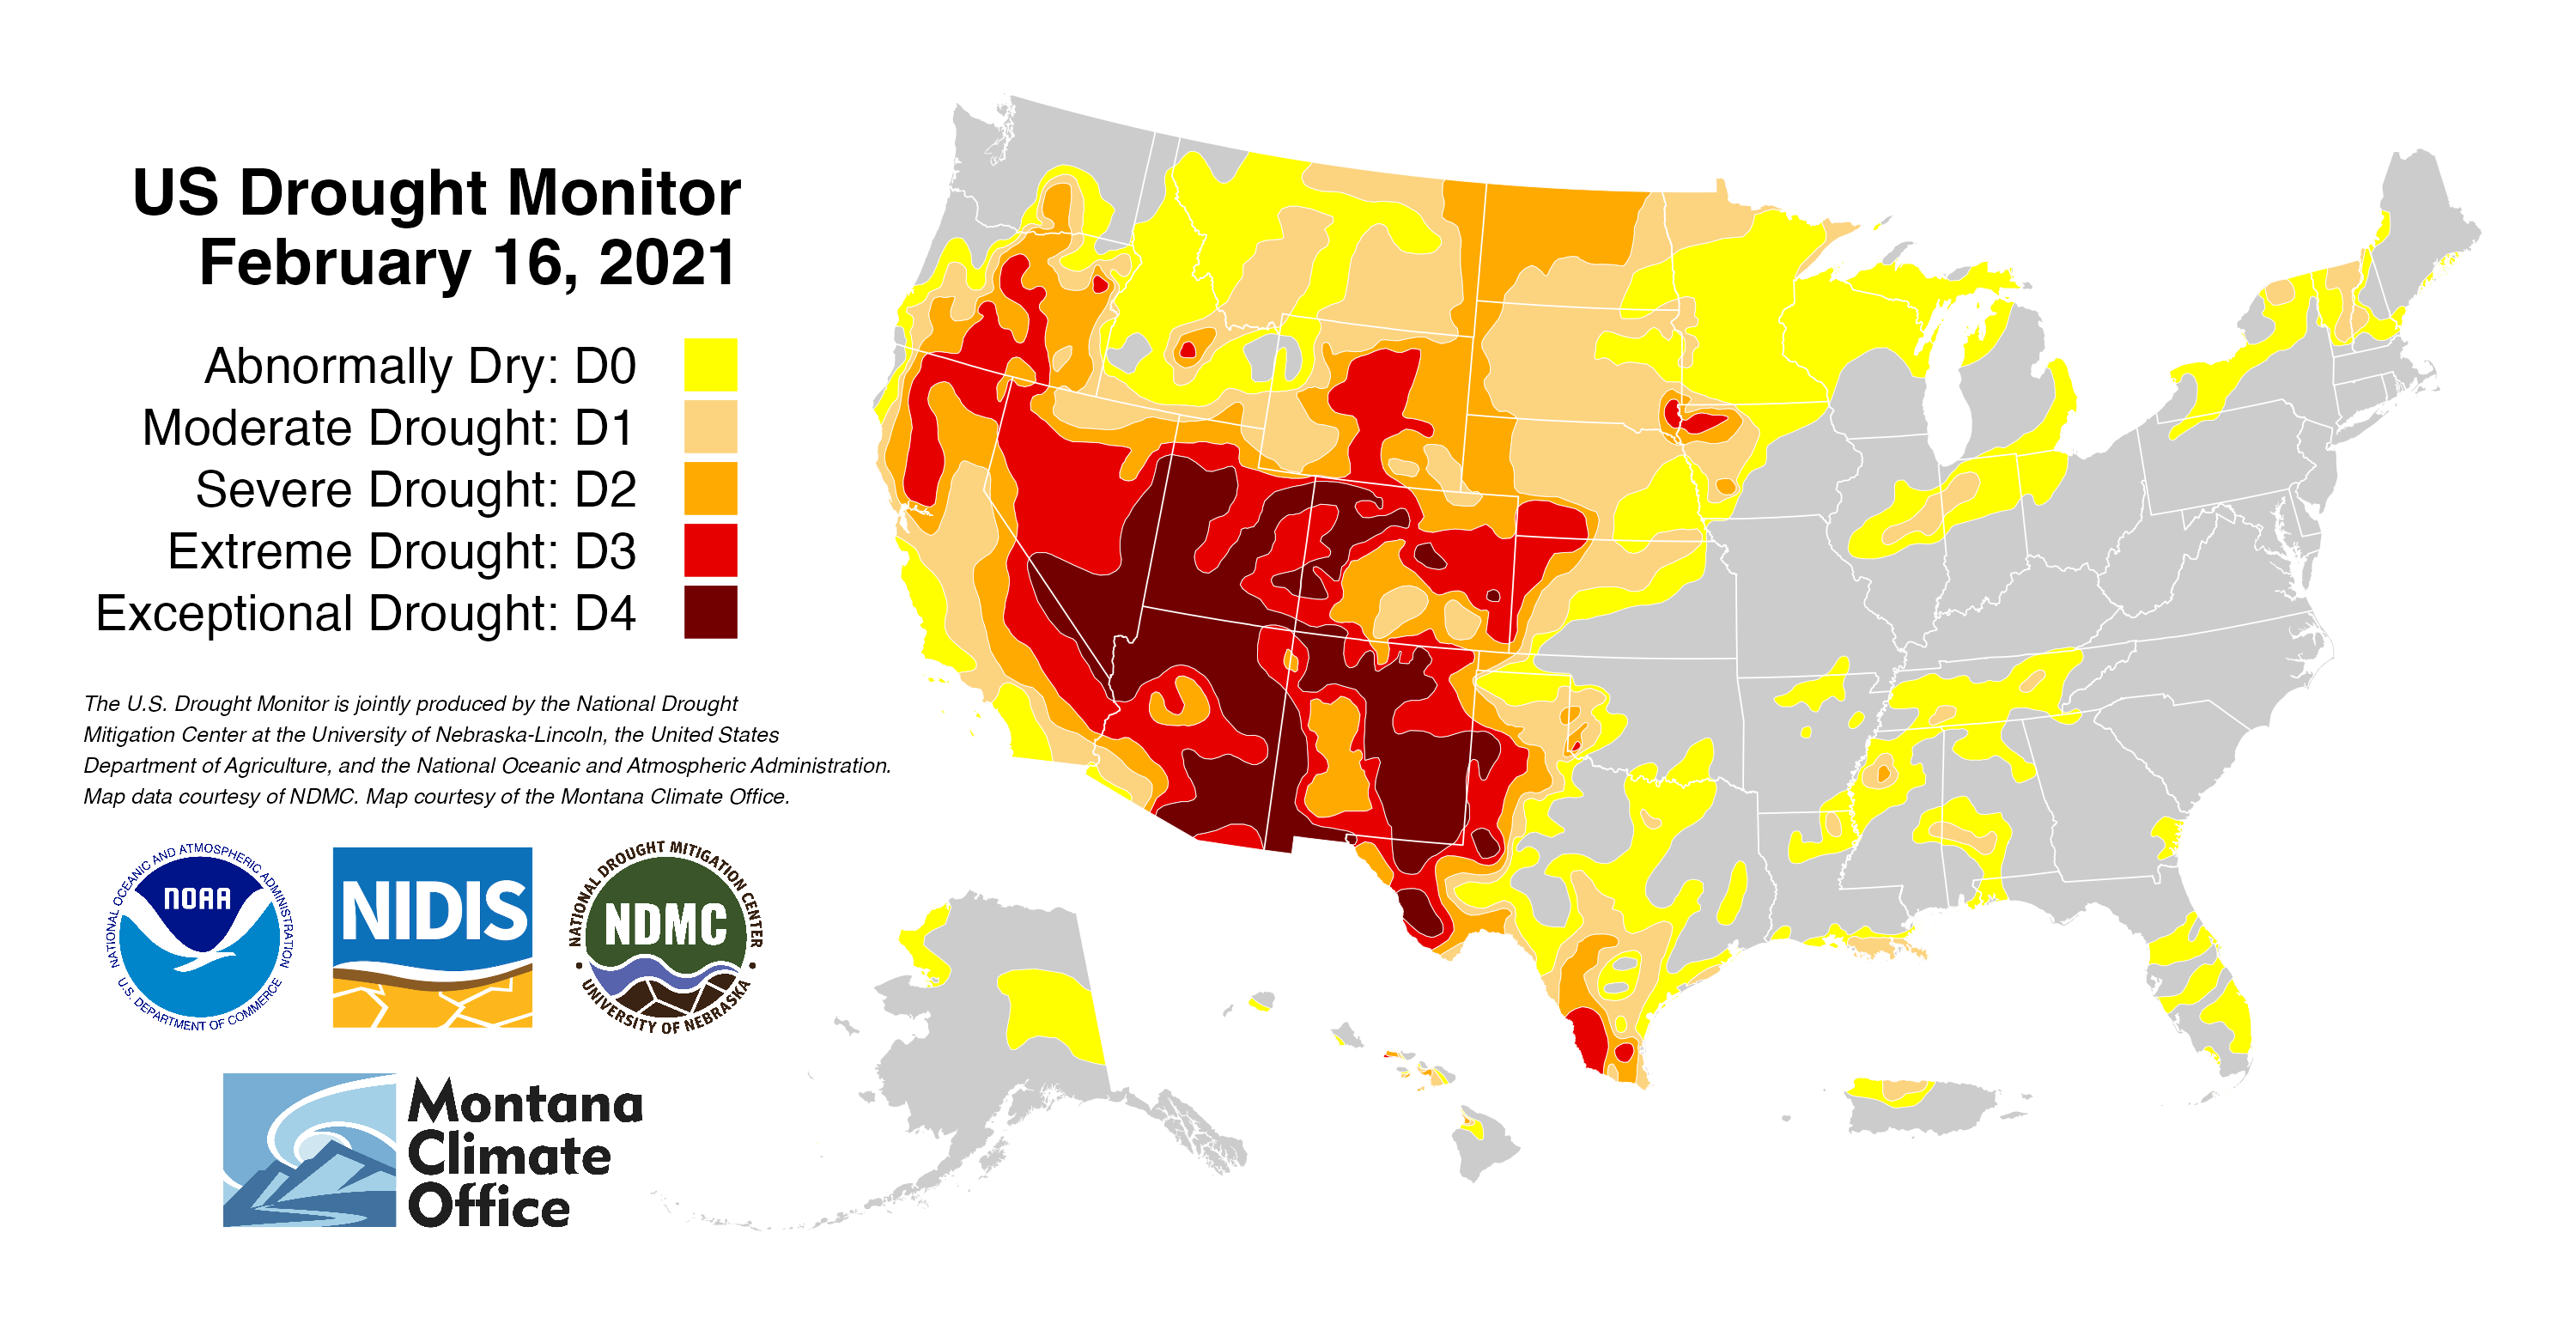 US Drought Monitor
February 16, 2021
Abnormally Dry: D0
Moderate Drought: D1
Severe Drought: D2
Extreme Drought: D3
Exceptional Drought: D4
The U.S. Drought Monitor is jointly produced by the National Drought
Mitigation Center at the University of Nebraska-Lincoln, the United States
Department of Agriculture, and the National Oceanic and Atmospheric Administration.
Map data courtesy of NDMC. Map courtesy of the Montana Climate Office.
NATIONAL OCEANIC AND ATMOSPHERIC ADMINISTRATION
NOAA
U.S. DEPARTMENT OF COMMERCE
NIDIS
NATIONAL DROUGHT MITIGATION CENTER
NDMC
UNIVERSITY OF NEBRASKA
Montana
Climate
Office